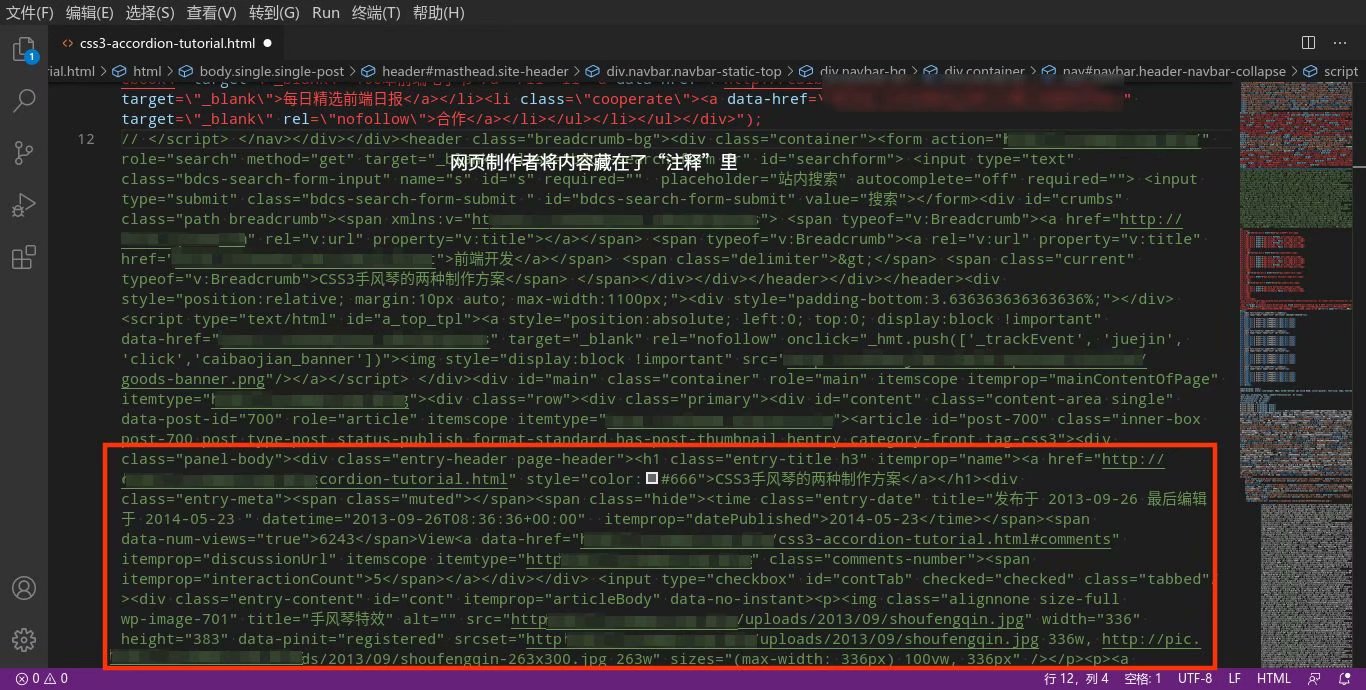 文件(F) 编辑(E) 选择(S) 查看(V) 转到(G) Run 终端(T) 帮助(H)
1
<> css3-accordion-tutorial.html ●
ial.html > html > body.single.single-post > header#masthead.site-header > div.navbar.navbar-static-top > div.navbar-bg > div.container > nav#navbar.header-navbar-collapse > script
target=\"_blank\">每日精选前端日报</a></li><li class=\"cooperate\"><a data-href=\ "
target=\"_blank\" rel=\"nofollow\">合作</a></li></ul></li></ul></div>");
12 // </script> </nav></div></div><header class="breadcrumb-bg"><div class="container"><form action="h "
role="search" method="get" target="_ id="searchform"> <input type="text"
网页制作者将内容藏在了“注释”里
class="bdcs-search-form-input" name="s" id="s" required="" placeholder="站内搜索" autocomplete="off" required=""> <input
type="submit" class="bdcs-search-form-submit " id="bdcs-search-form-submit" value="搜索"></form><div id="crumbs"
class="path breadcrumb"><span xmlns:v="ht "> <span typeof="v:Breadcrumb"><a href="http://
" rel="v:url" property="v:title"></a></span> <span typeof="v:Breadcrumb"><a rel="v:url" property="v:title"
href=" ">前端开发</a></span> <span class="delimiter">&gt;</span> <span class="current"
typeof="v:Breadcrumb">CSS3手风琴的两种制作方案</span></span></div></div></header></header><div
style="position:relative; margin:10px auto; max-width:1100px;"><div style="padding-bottom:3.636363636363636%;"></div>
<script type="text/html" id="a_top_tpl"><a style="position:absolute; left:0; top:0; display:block !important"
data-href=" " target="_blank" rel="nofollow" onclick="_hmt.push(['_trackEvent', 'juejin',
'click','caibaojian_banner'])"><img style="display:block !important" src=" /
goods-banner.png"/></a></script> </div><div id="main" class="container" role="main" itemscope itemprop="mainContentOfPage"
itemtype="h "><div class="row"><div class="primary"><div id="content" class="content-area single"
data-post-id="700" role="article" itemscope itemtype=" "><article id="post-700" class="inner-box
post-700 post type-post status-publish format-standard has-post-thumbnail hentry category-front tag-css3"><div
class="panel-body"><div class="entry-header page-header"><h1 class="entry-title h3" itemprop="name"><a href="http://
ccordion-tutorial.html" style="color:#666">CSS3手风琴的两种制作方案</a></h1><div
class="entry-meta"><span class="muted"></span><span class="hide"><time class="entry-date" title="发布于 2013-09-26 最后编辑
于 2014-05-23 " datetime="2013-09-26T08:36:36+00:00" itemprop="datePublished">2014-05-23</time></span><span
data-num-views="true">6243</span>View<a data-href="h /css3-accordion-tutorial.html#comments"
itemprop="discussionUrl" itemscope itemtype="http " class="comments-number"><span
itemprop="interactionCount">5</span></a></div></div> <input type="checkbox" id="contTab" checked="checked" class="tabbed"
><div class="entry-content" id="cont" itemprop="articleBody" data-no-instant><p><img class="alignnone size-full
wp-image-701" title="手风琴特效" alt="" src="http /uploads/2013/09/shoufengqin.jpg" width="336"
height="383" data-pinit="registered" srcset="http /uploads/2013/09/shoufengqin.jpg 336w, http://pic.
ds/2013/09/shoufengqin-263x300.jpg 263w" sizes="(max-width: 336px) 100vw, 336px" /></p><p><a
0 0 行 12，列 4 空格: 1 UTF-8 LF HTML